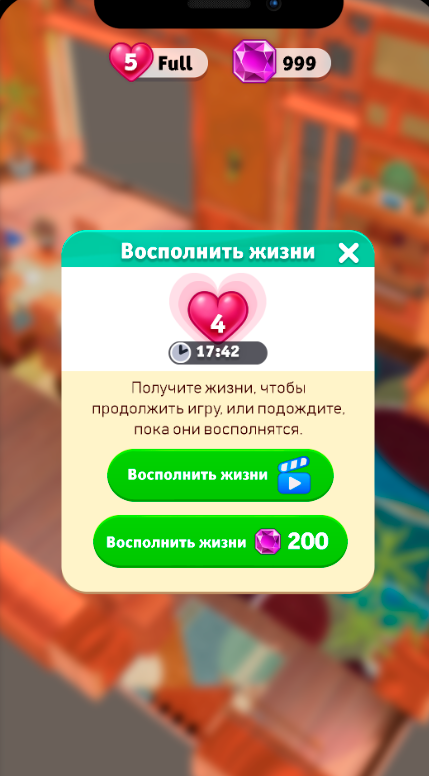 5 Full 999
Восполнить жизни
4
17:42
Получите жизни, чтобы
продолжить игру, или подождите,
пока они восполнятся.
Восполнить жизни
Восполнить жизни 200